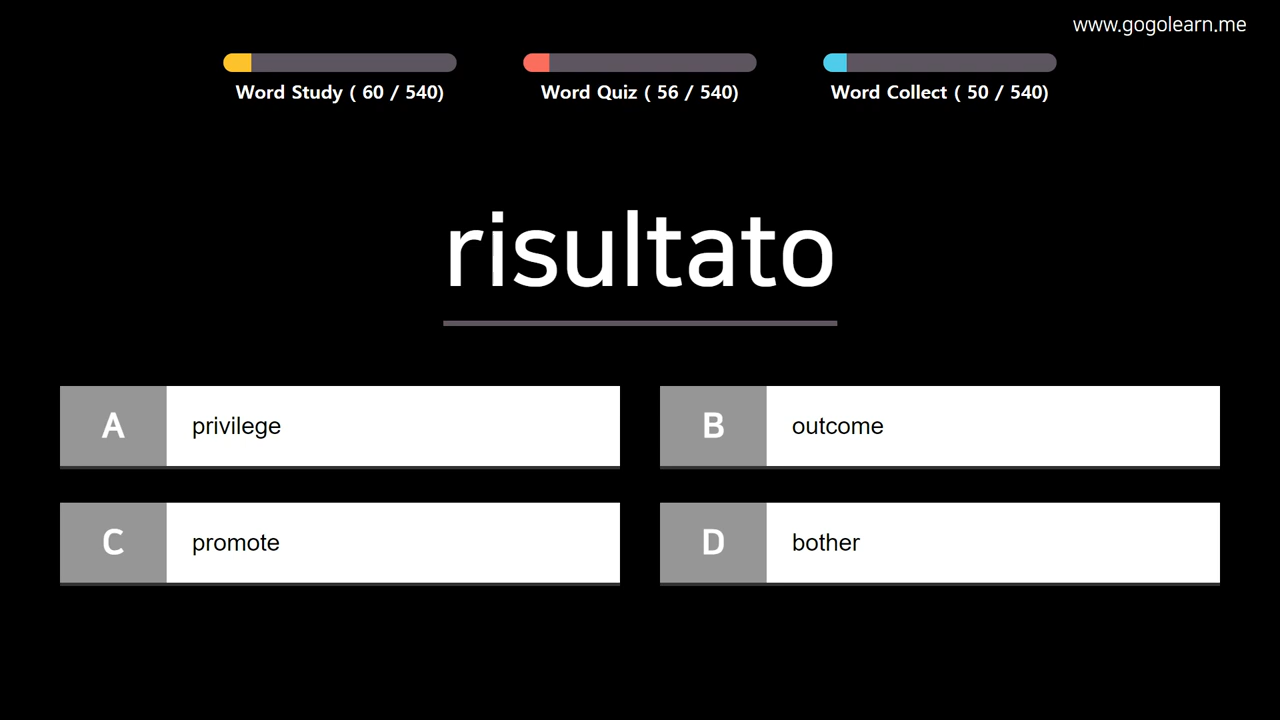 www.gogolearn.me
Word Study ( 60 / 540)
Word Quiz ( 56 / 540)
Word Collect ( 50 / 540)
risultato
A privilege
B outcome
C promote
D bother